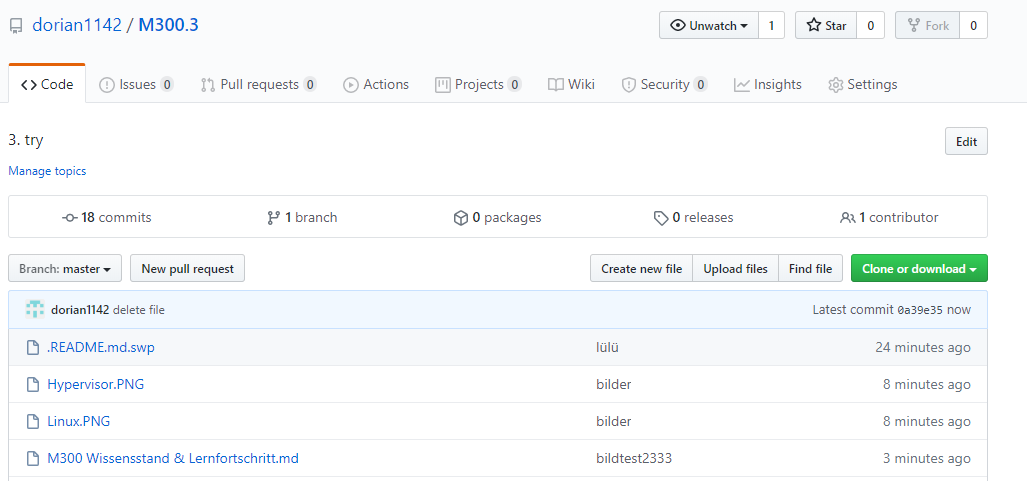 dorian1142 / M300.3
Unwatch 1 Star 0 Fork 0
Code Issues 0 Pull requests 0 Actions Projects 0 Wiki Security 0 Insights Settings
3. try Edit
Manage topics
18 commits 1 branch 0 packages 0 releases 1 contributor
Branch: master New pull request Create new file Upload files Find file Clone or download
dorian1142 delete file Latest commit 0a39e35 now
.README.md.swp lülü 24 minutes ago
Hypervisor.PNG bilder 8 minutes ago
Linux.PNG bilder 8 minutes ago
M300 Wissensstand & Lernfortschritt.md bildtest2333 3 minutes ago